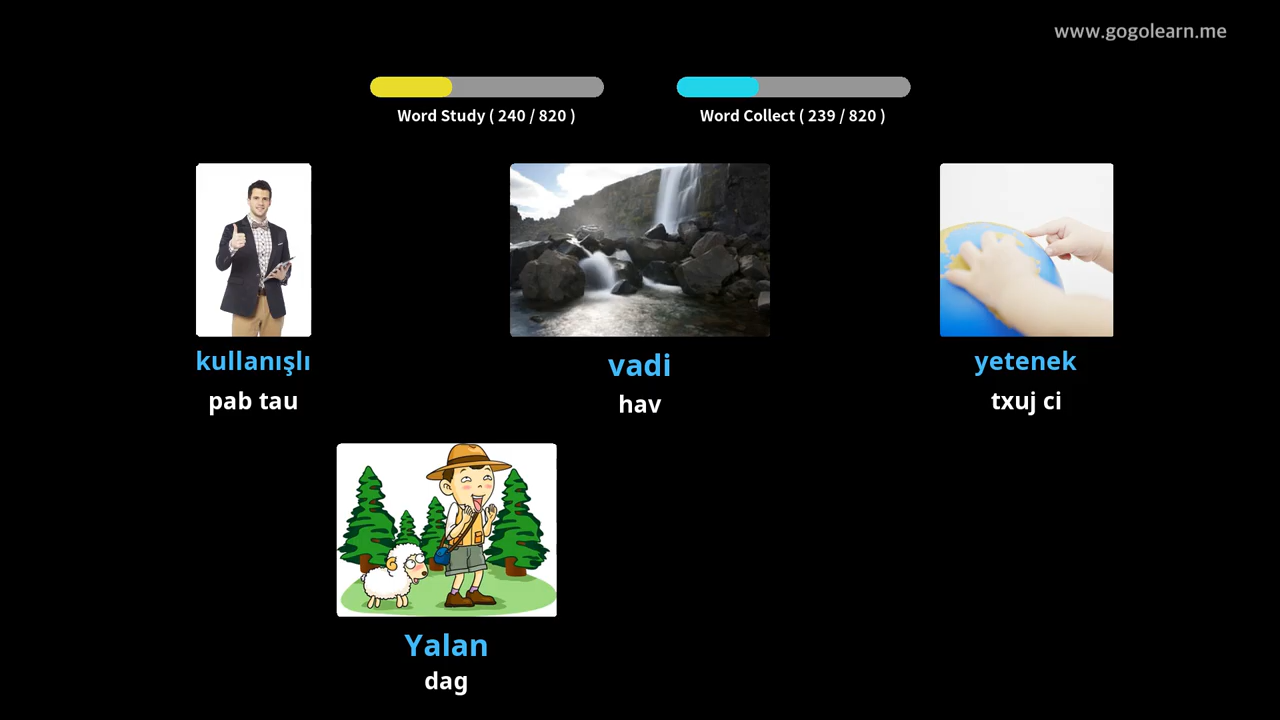 www.gogolearn.me
Word Study ( 240 / 820 )
Word Collect ( 239 / 820 )
kullanışlı
pab tau
vadi
hav
yetenek
txuj ci
Yalan
dag